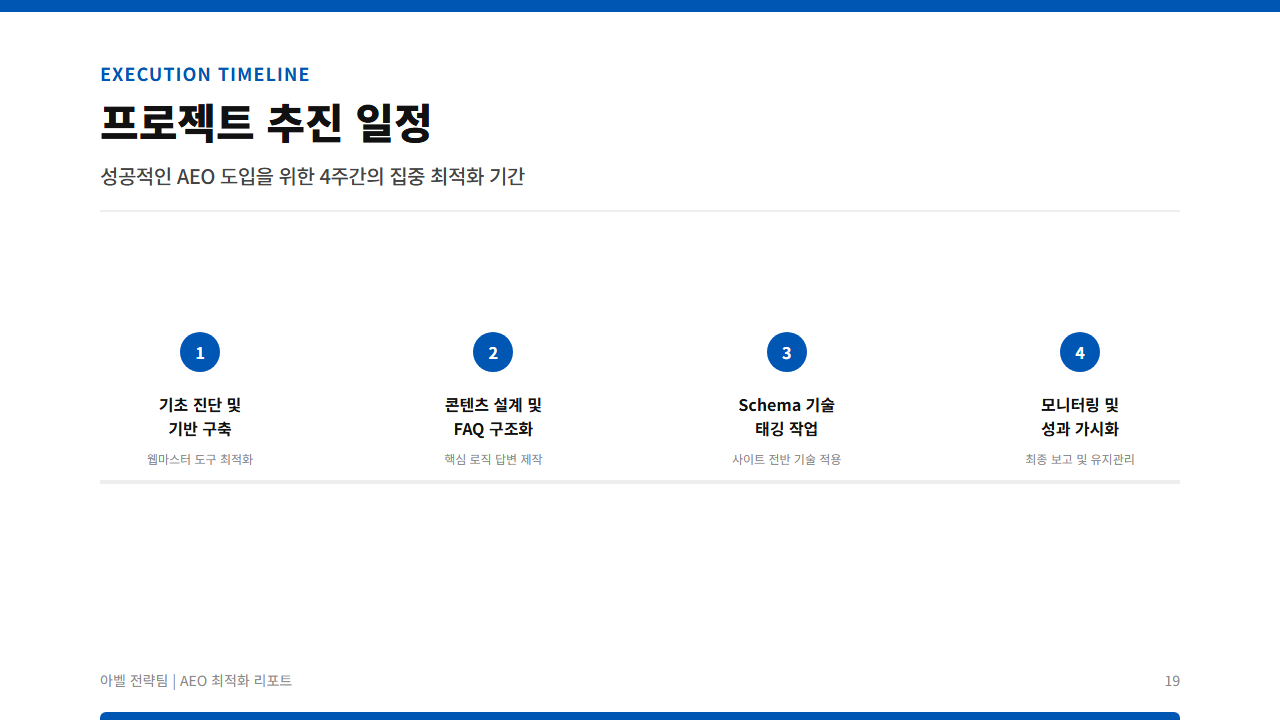 EXECUTION TIMELINE
프로젝트 추진 일정
성공적인 AEO 도입을 위한 4주간의 집중 최적화 기간
1
기초 진단 및
기반 구축
웹마스터 도구 최적화
2
콘텐츠 설계 및
FAQ 구조화
핵심 로직 답변 제작
3
Schema 기술
태깅 작업
사이트 전반 기술 적용
4
모니터링 및
성과 가시화
최종 보고 및 유지관리
아벨 전략팀 | AEO 최적화 리포트
19